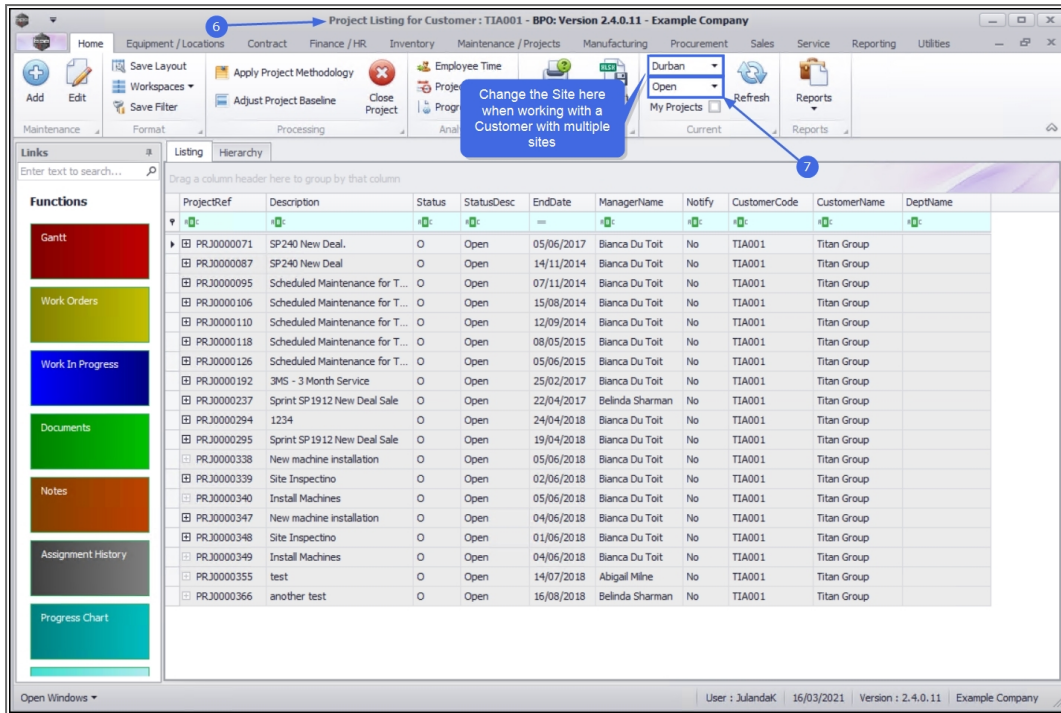 Project Listing for Customer : TIA001 - BPO: Version 2.4.0.11 - Example Company
6
Home Equipment / Locations Contract Finance / HR Inventory Maintenance / Projects Manufacturing Procurement Sales Service Reporting Utilities
Add
Edit
Maintenance
Save Layout
Workspaces
Save Filter
Format
Apply Project Methodology
Adjust Project Baseline
Close Project
Processing
Employee Time
Durban
Open
My Projects
Refresh
Current
Reports
Reports
Change the Site here
when working with a
Customer with multiple
sites
7
Links
Enter text to search...
Functions
Gantt
Work Orders
Work In Progress
Documents
Notes
Assignment History
Progress Chart
Listing Hierarchy
Drag a column header here to group by that column
ProjectRef Description Status StatusDesc EndDate ManagerName Notify CustomerCode CustomerName DeptName
PRJ0000071 SP240 New Deal. O Open 05/06/2017 Bianca Du Toit No TIA001 Titan Group
PRJ0000087 SP240 New Deal O Open 14/11/2014 Bianca Du Toit No TIA001 Titan Group
PRJ0000095 Scheduled Maintenance for T... O Open 07/11/2014 Bianca Du Toit No TIA001 Titan Group
PRJ0000106 Scheduled Maintenance for T... O Open 15/08/2014 Bianca Du Toit No TIA001 Titan Group
PRJ0000110 Scheduled Maintenance for T... O Open 12/09/2014 Bianca Du Toit No TIA001 Titan Group
PRJ0000118 Scheduled Maintenance for T... O Open 08/05/2015 Bianca Du Toit No TIA001 Titan Group
PRJ0000126 Scheduled Maintenance for T... O Open 05/06/2015 Bianca Du Toit No TIA001 Titan Group
PRJ0000192 3MS - 3 Month Service O Open 25/02/2017 Bianca Du Toit No TIA001 Titan Group
PRJ0000237 Sprint SP1912 New Deal Sale O Open 22/04/2017 Belinda Sharman No TIA001 Titan Group
PRJ0000294 1234 O Open 24/04/2018 Bianca Du Toit No TIA001 Titan Group
PRJ0000295 Sprint SP1912 New Deal Sale O Open 19/04/2018 Bianca Du Toit No TIA001 Titan Group
PRJ0000338 New machine installation O Open 05/06/2018 Bianca Du Toit No TIA001 Titan Group
PRJ0000339 Site Inspectino O Open 02/06/2018 Bianca Du Toit No TIA001 Titan Group
PRJ0000340 Install Machines O Open 05/06/2018 Bianca Du Toit No TIA001 Titan Group
PRJ0000347 New machine installation O Open 04/06/2018 Bianca Du Toit No TIA001 Titan Group
PRJ0000348 Site Inspectino O Open 01/06/2018 Bianca Du Toit No TIA001 Titan Group
PRJ0000349 Install Machines O Open 04/06/2018 Bianca Du Toit No TIA001 Titan Group
PRJ0000355 test O Open 14/07/2018 Abigail Milne No TIA001 Titan Group
PRJ0000366 another test O Open 16/08/2018 Belinda Sharman No TIA001 Titan Group
Open Windows
User : JulandaK 16/03/2021 Version : 2.4.0.11 Example Company